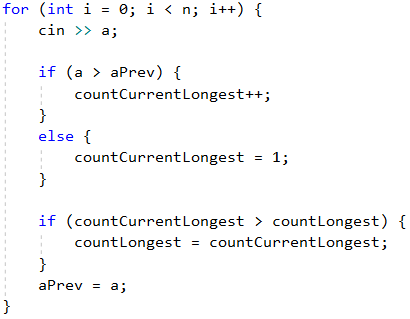 for (int i = 0; i < n; i++) {
    cin >> a;

    if (a > aPrev) {
        countCurrentLongest++;
    }
    else {
        countCurrentLongest = 1;
    }

    if (countCurrentLongest > countLongest) {
        countLongest = countCurrentLongest;
    }
    aPrev = a;
}